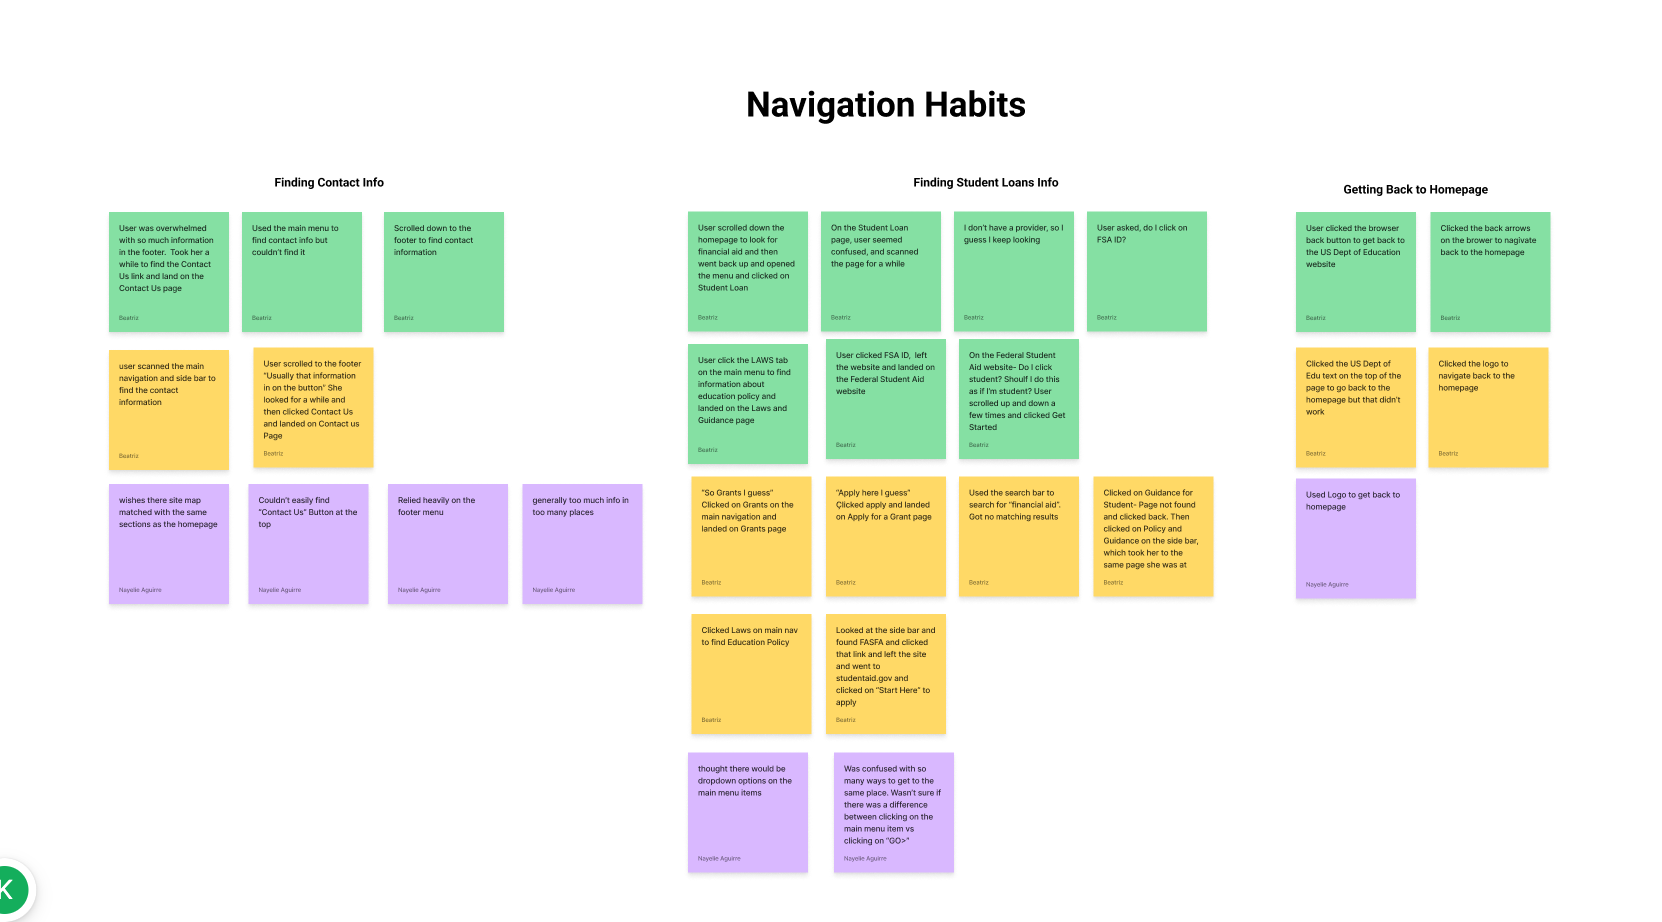 Navigation Habits
Finding Contact Info
User was overwhelmed
with so much information
in the footer.  Took her a
while to find the Contact
Us link and land on the
Contact Us page
Beatriz
Used the main menu to
find contact info but
couldn't find it
Beatriz
Scrolled down to the
footer to find contact
information
Beatriz
user scanned the main
navigation and side bar to
find the contact
information
Beatriz
User scrolled to the footer
"Usually that information
in on the button" She
looked for a while and
then clicked Contact Us
and landed on Contact us
Page
Beatriz
wishes there site map
matched with the same
sections as the homepage
Nayelie Aguirre
Couldn't easily find
"Contact Us" Button at the
top
Nayelie Aguirre
Relied heavily on the
footer menu
Nayelie Aguirre
generally too much info in
too many places
Nayelie Aguirre
Finding Student Loans Info
User scrolled down the
homepage to look for
financial aid and then
went back up and opened
the menu and clicked on
Student Loan
Beatriz
On the Student Loan
page, user seemed
confused, and scanned
the page for a while
Beatriz
I don't have a provider, so I
guess I keep looking
Beatriz
User asked, do I click on
FSA ID?
Beatriz
User click the LAWS tab
on the main menu to find
information about
education policy and
landed on the Laws and
Guidance page
Beatriz
User clicked FSA ID,  left
the website and landed on
the Federal Student Aid
website
Beatriz
On the Federal Student
Aid website- Do I click
student? Shoulf I do this
as if I'm student? User
scrolled up and down a
few times and clicked Get
Started
Beatriz
"So Grants I guess"
Clicked on Grants on the
main navigation and
landed on Grants page
Beatriz
"Apply here I guess"
Çlicked apply and landed
on Apply for a Grant page
Beatriz
Used the search bar to
search for "financial aid".
Got no matching results
Beatriz
Clicked on Guidance for
Student- Page not found
and clicked back. Then
clicked on Policy and
Guidance on the side bar,
which took her to the
same page she was at
Beatriz
Clicked Laws on main nav
to find Education Policy
Beatriz
Looked at the side bar and
found FASFA and clicked
that link and left the site
and went to
studentaid.gov and
clicked on "Start Here" to
apply
Beatriz
thought there would be
dropdown options on the
main menu items
Nayelie Aguirre
Was confused with so
many ways to get to the
same place. Wasn't sure if
there was a difference
between clicking on the
main menu item vs
clicking on "GO>"
Nayelie Aguirre
Getting Back to Homepage
User clicked the browser
back button to get back to
the US Dept of Education
website
Beatriz
Clicked the back arrows
on the brower to nagivate
back to the homepage
Beatriz
Clicked the US Dept of
Edu text on the top of the
page to go back to the
homepage but that didn't
work
Beatriz
Clicked the logo to
navigate back to the
homepage
Beatriz
Used Logo to get back to
homepage
Nayelie Aguirre
K